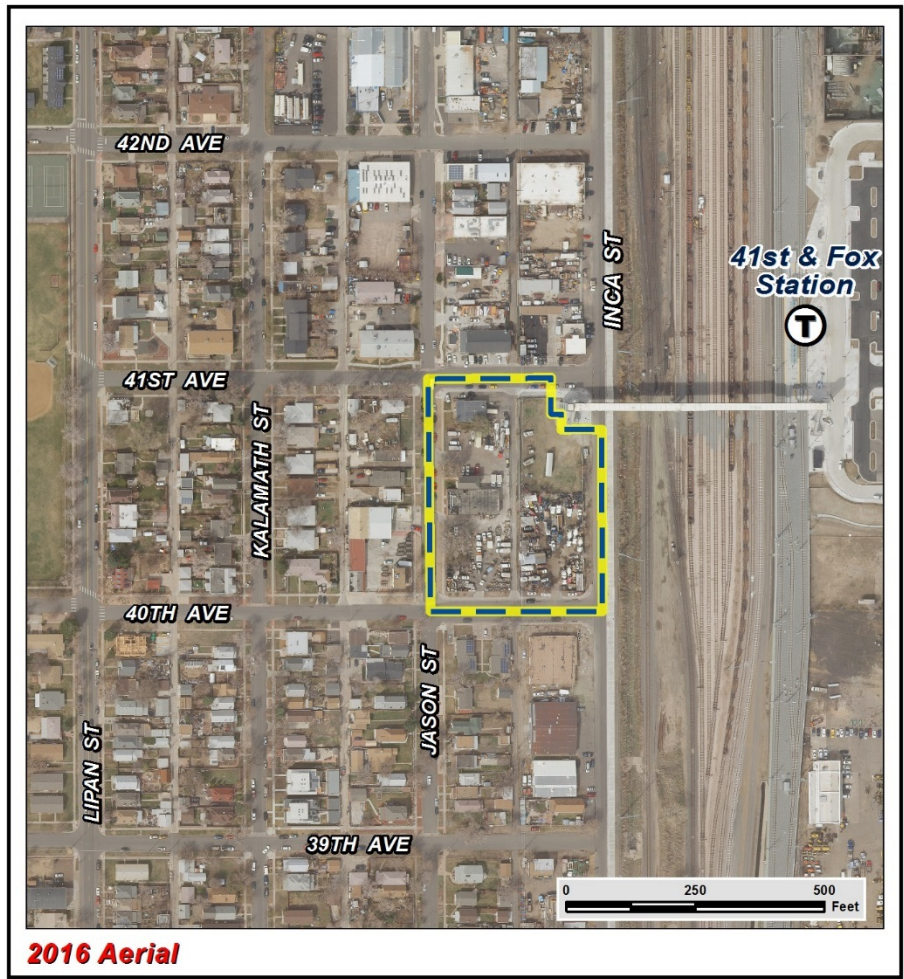 42ND AVE
41st & Fox
Station
T
INCA ST
41ST AVE
KALAMATH ST
40TH AVE
JASON ST
LIPAN ST
39TH AVE
0 250 500
Feet
2016 Aerial